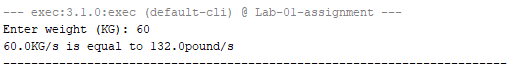 --- exec:3.1.0:exec (default-cli) @ Lab-01-assignment ---
Enter weight (KG): 60
60.0KG/s is equal to 132.0pound/s
------------------------------------------------------------------------